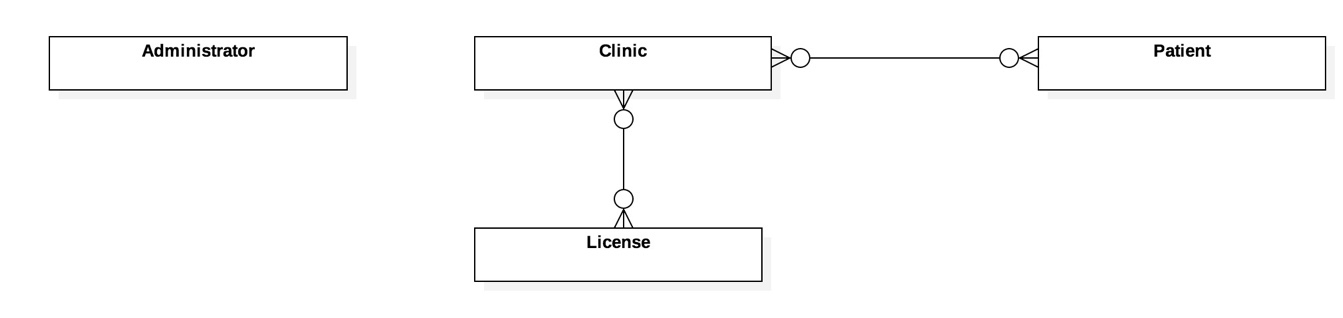 Administrator
Clinic
Patient
License